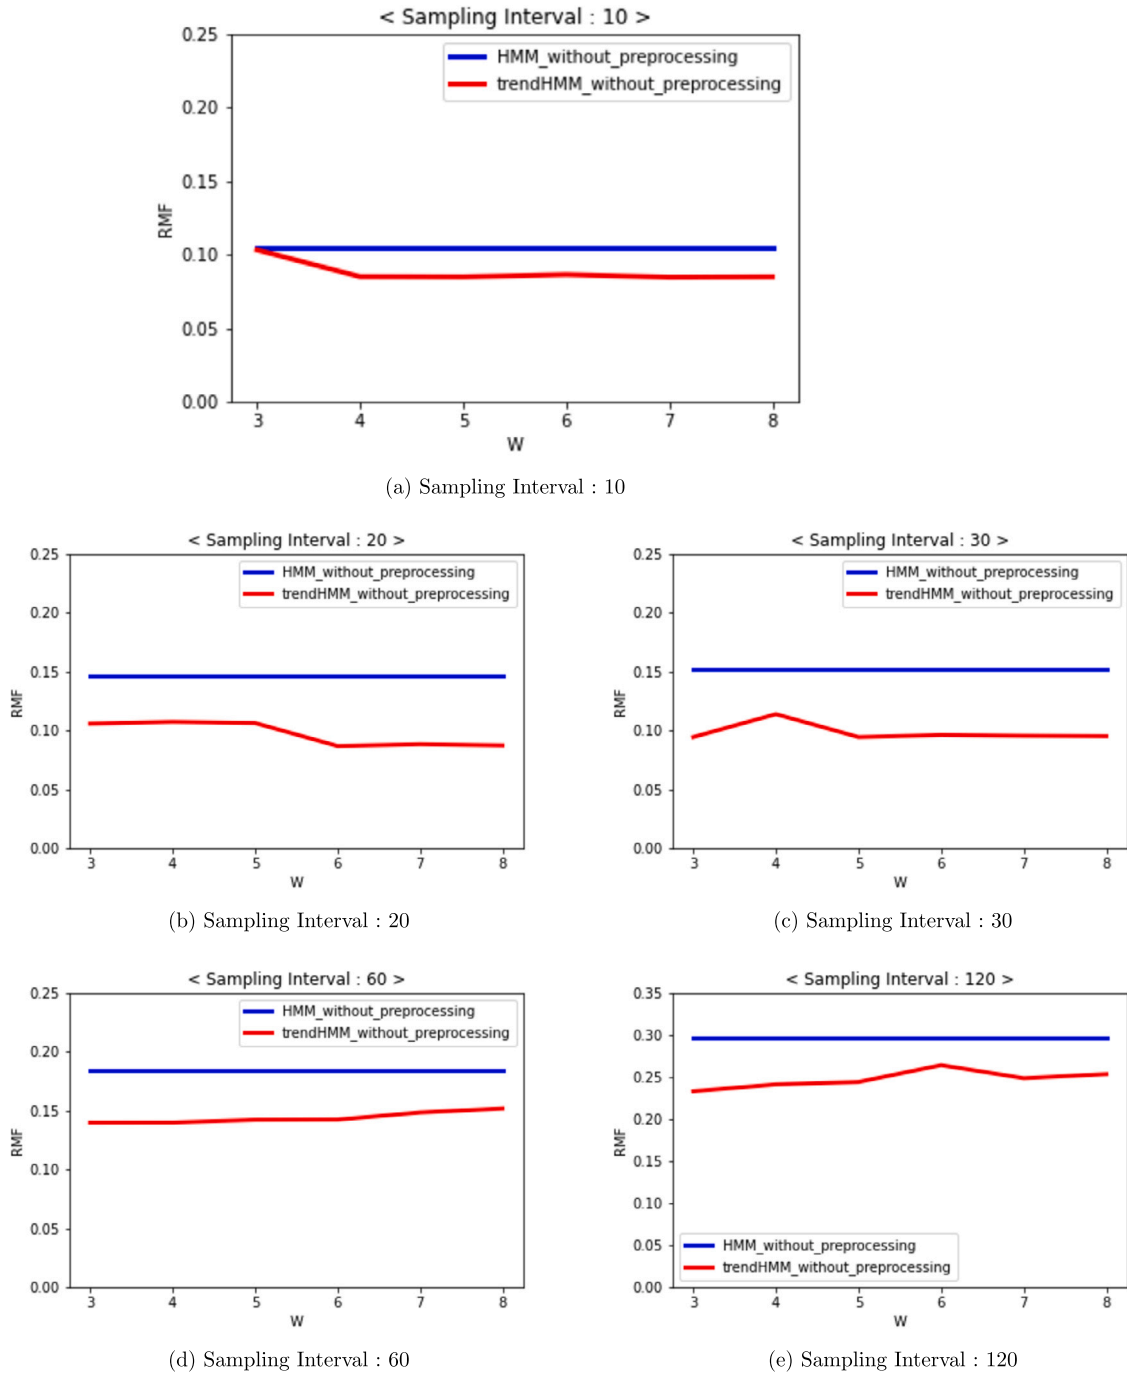 < Sampling Interval : 10 >
0.25
0.20
0.15
0.10
0.05
0.00
RMF
HMM_without_preprocessing
trendHMM_without_preprocessing
3 4 5 6 7 8
W
(a) Sampling Interval : 10
< Sampling Interval : 20 >
0.25
0.20
0.15
0.10
0.05
0.00
RMF
HMM_without_preprocessing
trendHMM_without_preprocessing
3 4 5 6 7 8
W
(b) Sampling Interval : 20
< Sampling Interval : 30 >
0.25
0.20
0.15
0.10
0.05
0.00
RMF
HMM_without_preprocessing
trendHMM_without_preprocessing
3 4 5 6 7 8
W
(c) Sampling Interval : 30
< Sampling Interval : 60 >
0.25
0.20
0.15
0.10
0.05
0.00
RMF
HMM_without_preprocessing
trendHMM_without_preprocessing
3 4 5 6 7 8
W
(d) Sampling Interval : 60
< Sampling Interval : 120 >
0.35
0.30
0.25
0.20
0.15
0.10
0.05
0.00
RMF
HMM_without_preprocessing
trendHMM_without_preprocessing
3 4 5 6 7 8
W
(e) Sampling Interval : 120